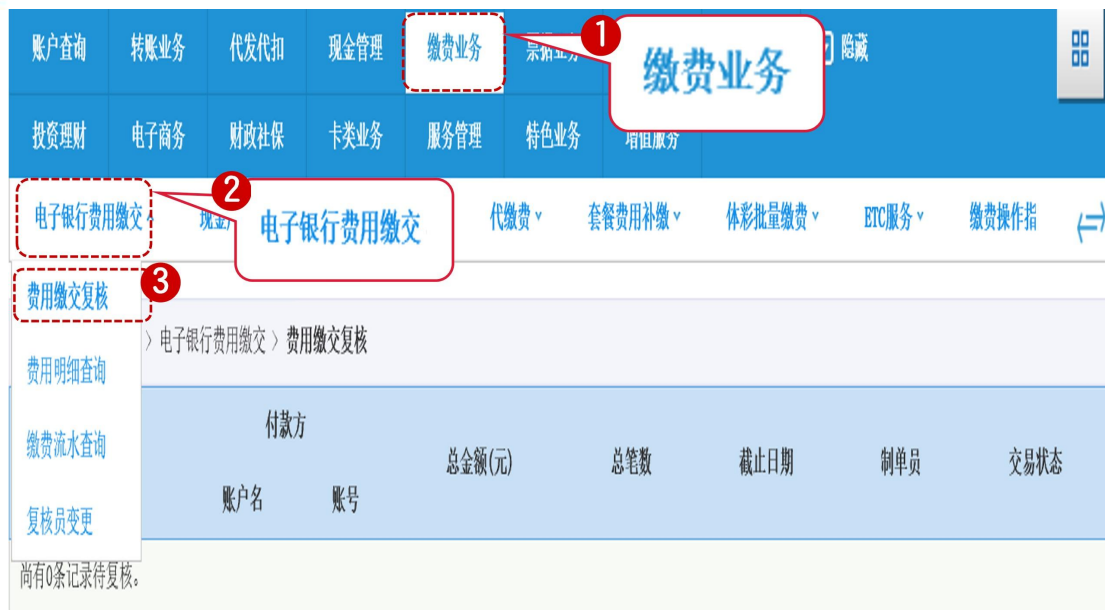 账户查询 转账业务 代发代扣 现金管理 缴费业务 票据业务 1 隐藏
缴费业务
投资理财 电子商务 财政社保 卡类业务 服务管理 特色业务 增值服务
电子银行费用缴交 2 代缴费 套餐费用补缴 体彩批量缴费 ETC服务 缴费操作指
电子银行费用缴交
费用缴交复核 3
> 电子银行费用缴交 > 费用缴交复核
费用明细查询
付款方
缴费流水查询 总金额(元) 总笔数 截止日期 制单员 交易状态
账户名 账号
复核员变更
尚有0条记录待复核。